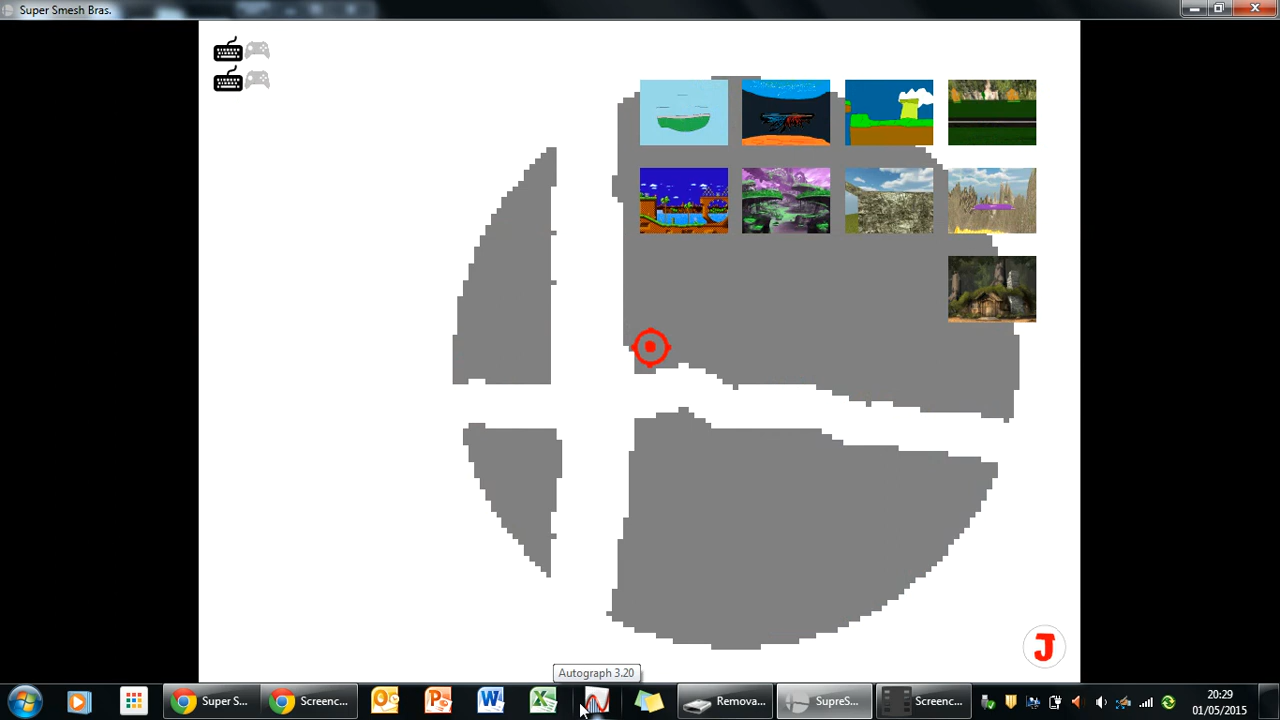 Super Smesh Bras.
J
Autograph 3.20
Super S...
Screenc...
Remova...
SupreS...
Screenc...
20:29
01/05/2015